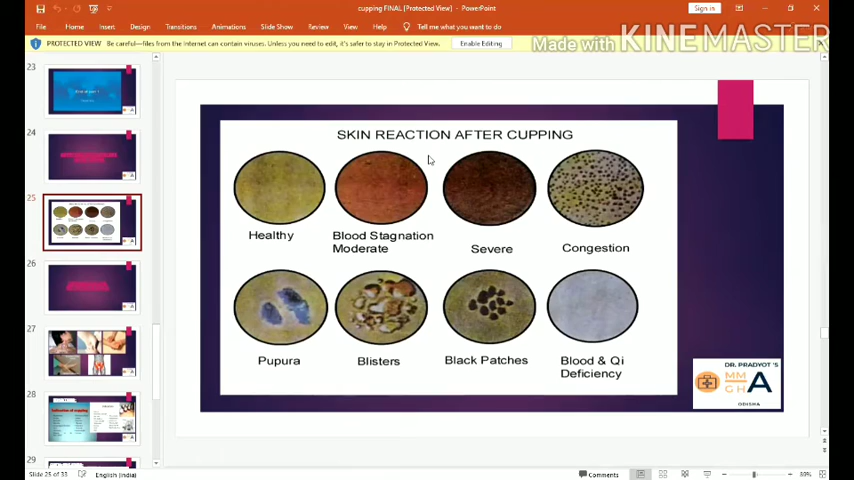 cupping FINAL [Protected View] - PowerPoint
Sign in
File Home Insert Design Transitions Animations Slide Show Review View Help Tell me what you want to do
PROTECTED VIEW Be careful—files from the Internet can contain viruses. Unless you need to edit, it's safer to stay in Protected View. Enable Editing
Made with KINEMASTER
23
24
25
26
27
28
29
SKIN REACTION AFTER CUPPING
Healthy
Blood Stagnation
Moderate
Severe
Congestion
Pupura
Blisters
Black Patches
Blood & Qi
Deficiency
DR. PRADYOT 'S
MM
GH
A
ODISHA
Slide 25 of 33 English (India) Comments